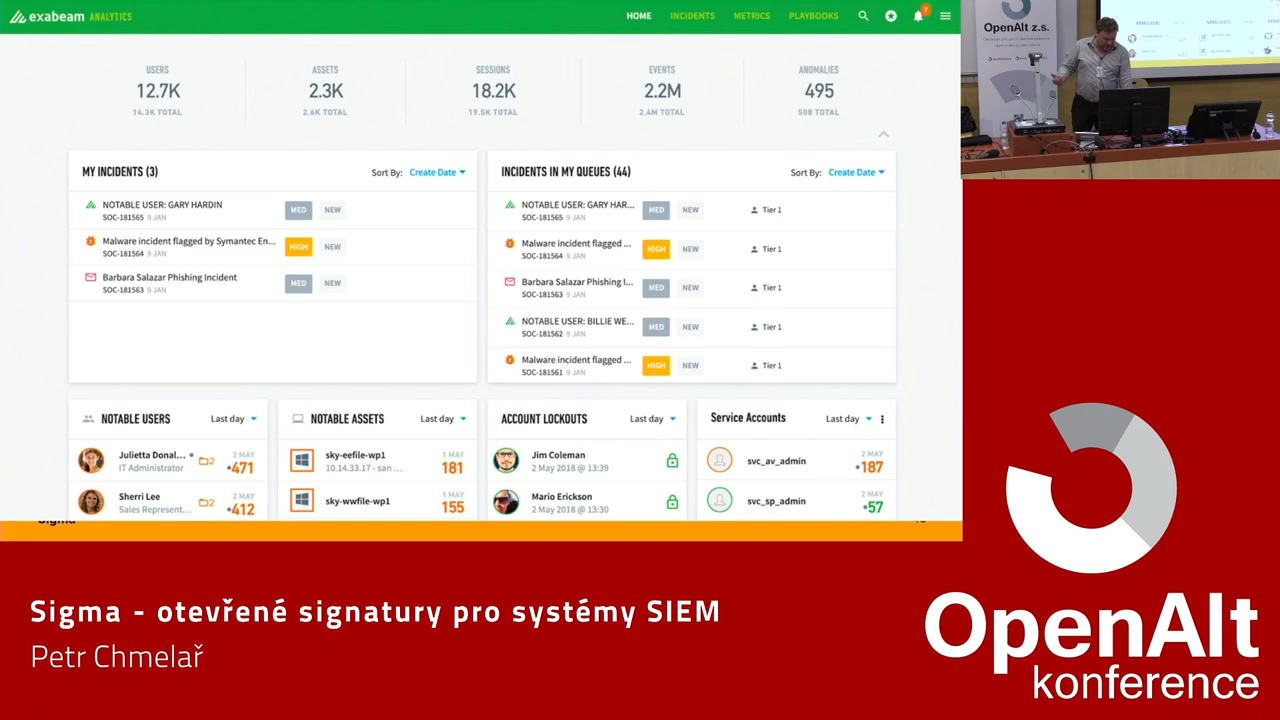 exabeam ANALYTICS
HOME INCIDENTS METRICS PLAYBOOKS 7
USERS ASSETS SESSIONS EVENTS ANOMALIES
12.7K 2.3K 18.2K 2.2M 495
14.3K TOTAL 2.6K TOTAL 19.5K TOTAL 2.4M TOTAL 508 TOTAL
MY INCIDENTS (3) Sort By: Create Date
NOTABLE USER: GARY HARDIN MED NEW
SOC-181565 9 JAN
Malware incident flagged by Symantec En... HIGH NEW
SOC-181564 9 JAN
Barbara Salazar Phishing Incident MED NEW
SOC-181563 9 JAN
INCIDENTS IN MY QUEUES (44) Sort By: Create Date
NOTABLE USER: GARY HAR... MED NEW Tier 1
SOC-181565 9 JAN
Malware incident flagged ... HIGH NEW Tier 1
SOC-181564 9 JAN
Barbara Salazar Phishing I... MED NEW Tier 1
SOC-181563 9 JAN
NOTABLE USER: BILLIE WE... MED NEW Tier 1
SOC-181562 9 JAN
Malware incident flagged ... HIGH NEW Tier 1
SOC-181561 9 JAN
NOTABLE USERS Last day
Julietta Donal... 2 2 MAY
IT Administrator 471
Sherri Lee 2 2 MAY
Sales Represent... 412
NOTABLE ASSETS Last day
sky-eefile-wp1 1 MAY
10.14.33.17 - san ... 181
sky-wwfile-wp1 1 MAY
155
ACCOUNT LOCKOUTS Last day
Jim Coleman
2 May 2018 @ 13:39
Mario Erickson
2 May 2018 @ 13:30
Service Accounts Last day
svc_av_admin 2 MAY
187
svc_sp_admin 2 MAY
57
Sigma
OpenAlt z.s.
Sigma - otevřené signatury pro systémy SIEM
Petr Chmelař
OpenAlt
konference